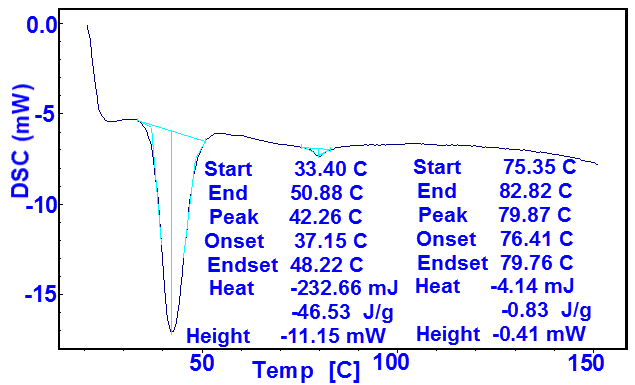 0.0
-5
-10
-15
DSC (mW)
Start 33.40 C
End 50.88 C
Peak 42.26 C
Onset 37.15 C
Endset 48.22 C
Heat -232.66 mJ
-46.53 J/g
Height -11.15 mW
Start 75.35 C
End 82.82 C
Peak 79.87 C
Onset 76.41 C
Endset 79.76 C
Heat -4.14 mJ
-0.83 J/g
Height -0.41 mW
50 100 150
Temp [C]